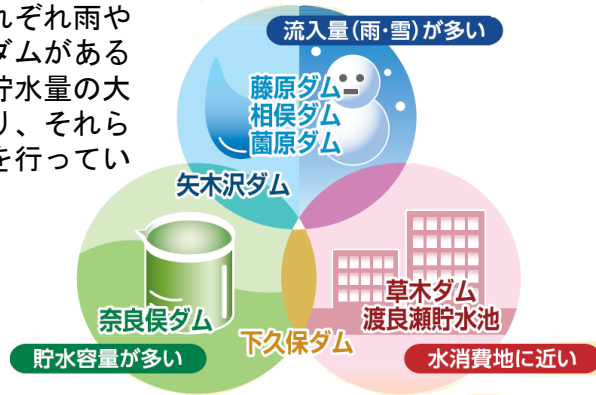 れぞれ雨や
ダムがある
貯水量の大
り、それら
を行ってい
流入量(雨・雪)が多い
藤原ダム
相俣ダム
薗原ダム
矢木沢ダム
奈良俣ダム
下久保ダム
草木ダム
渡良瀬貯水池
貯水容量が多い
水消費地に近い